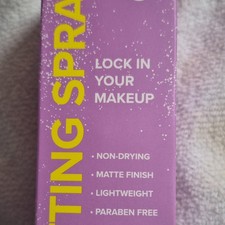 TING SPRA
LOCK IN
YOUR
MAKEUP
• NON-DRYING
• MATTE FINISH
• LIGHTWEIGHT
• PARABEN FREE